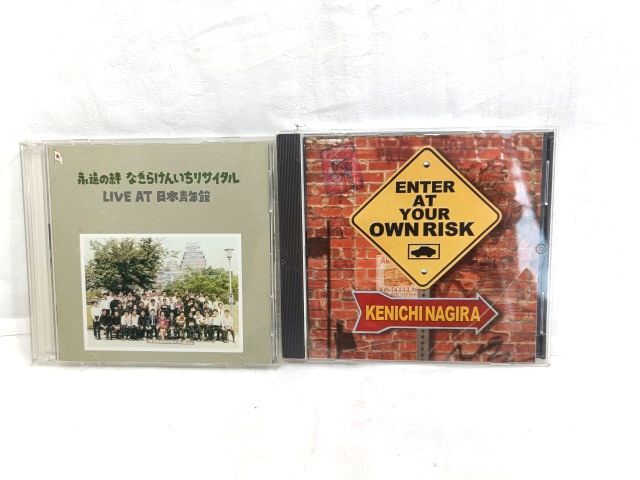 永遠の絆 なぎらけんいちリサイタル
LIVE AT 日本青年館
ENTER
AT
YOUR
OWN RISK
KENICHI NAGIRA